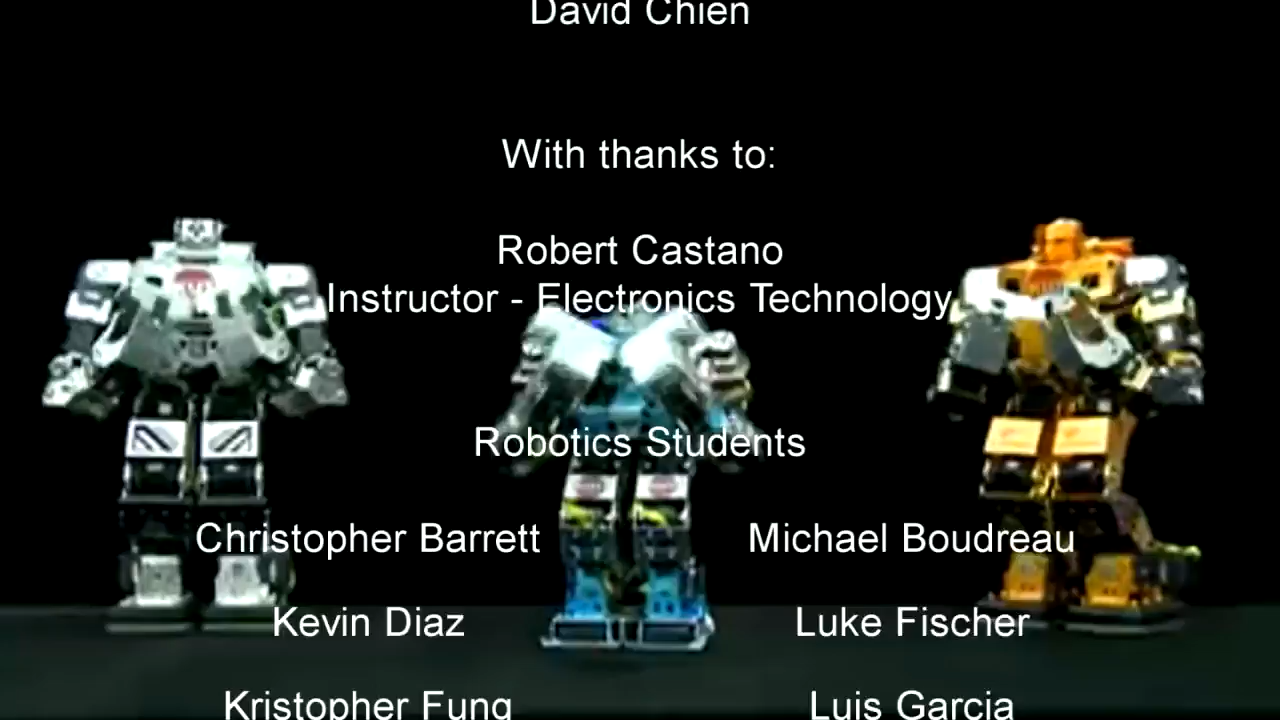 David Chien
With thanks to:
Robert Castano
Instructor - Electronics Technology
Robotics Students
Christopher Barrett Michael Boudreau
Kevin Diaz Luke Fischer
Kristopher Fung Luis Garcia